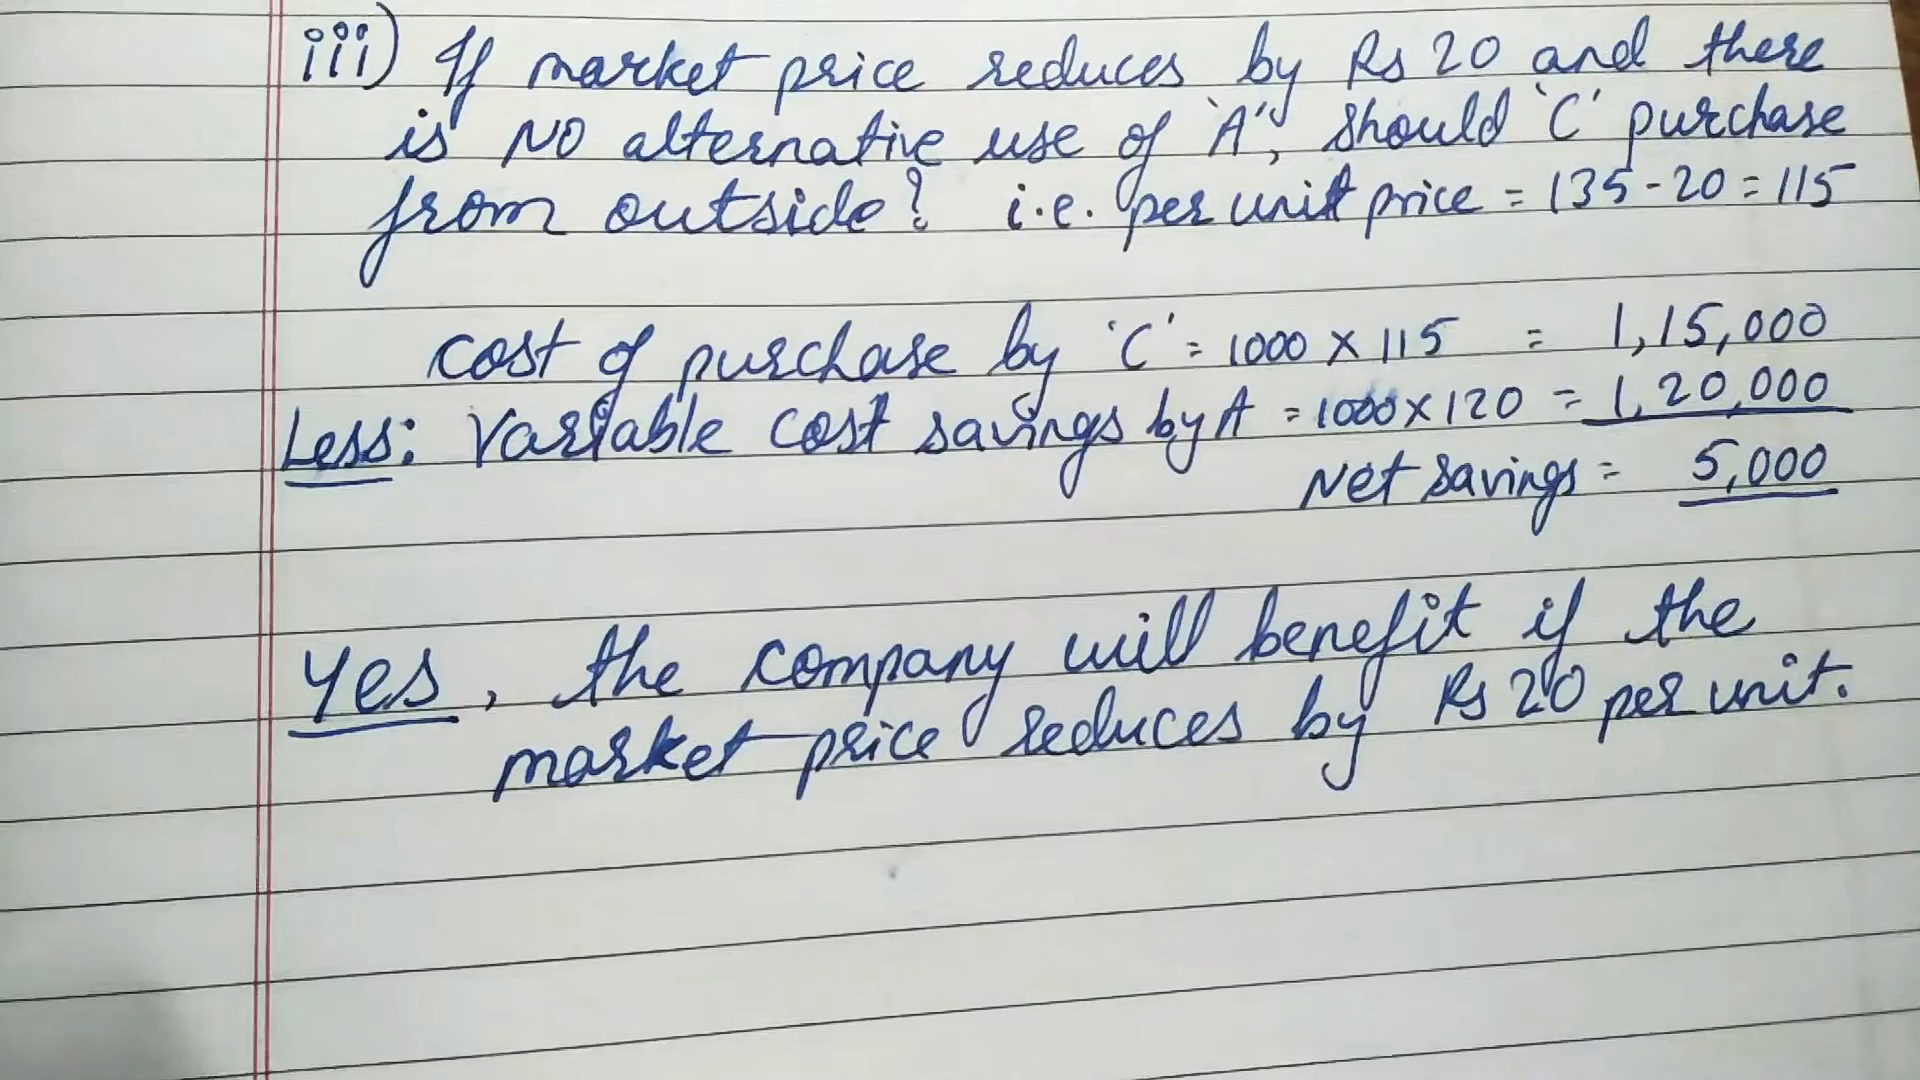 iii) If market price reduces by Rs 20 and there
is NO alternative use of 'A', should 'C' purchase
from outside? i.e. per unit price = 135-20 = 115
Cost of purchase by 'C' = 1000 x 115 = 1,15,000
Less: Variable cost savings by A = 1000 x 120 = 1,20,000
Net savings = 5,000
Yes, the company will benefit if the
market price reduces by Rs 20 per unit.